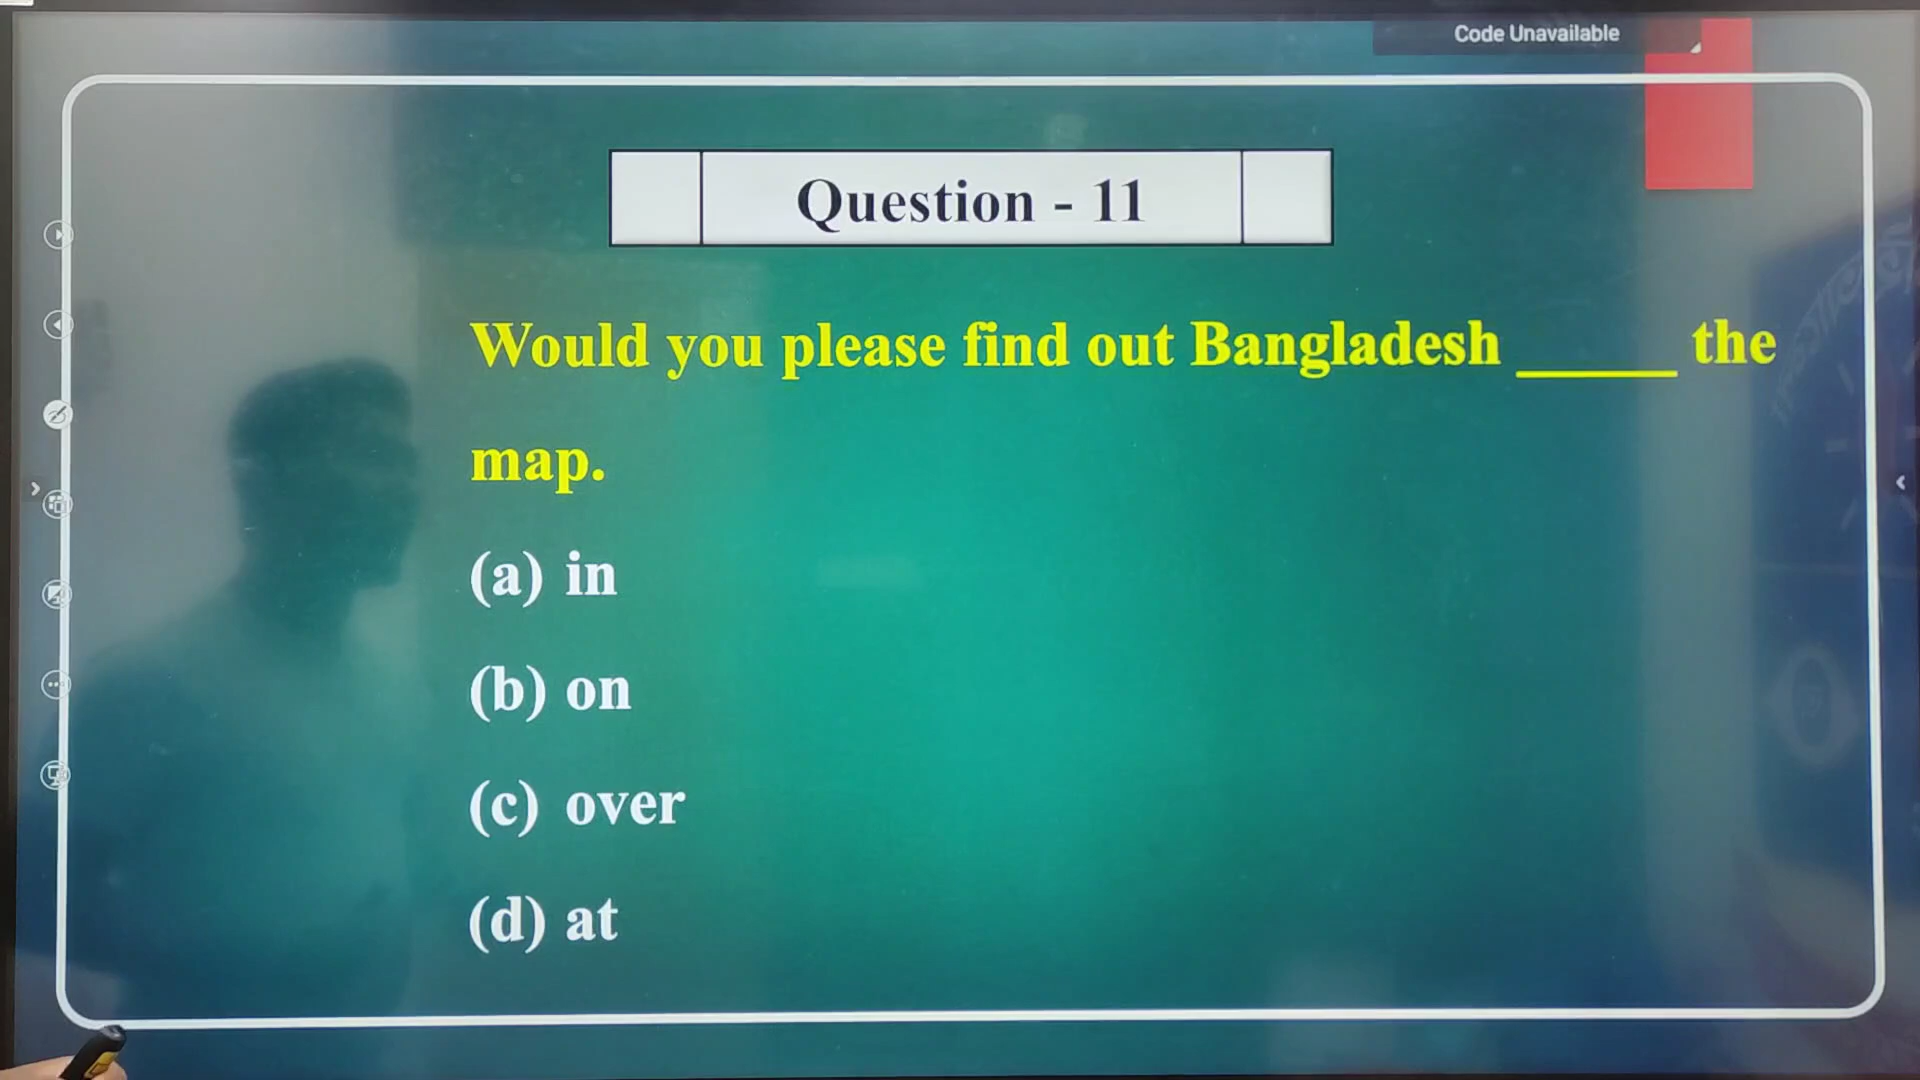 Code Unavailable
Question - 11
Would you please find out Bangladesh _____ the
map.
(a) in
(b) on
(c) over
(d) at